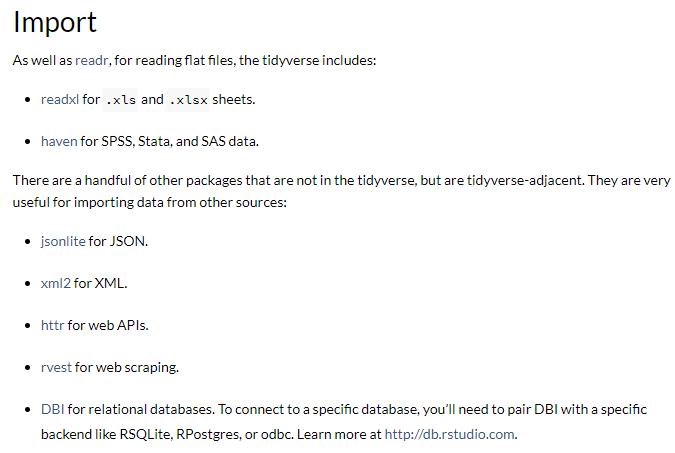 Import
As well as readr, for reading flat files, the tidyverse includes:
• readxl for .xls and .xlsx sheets.
• haven for SPSS, Stata, and SAS data.
There are a handful of other packages that are not in the tidyverse, but are tidyverse-adjacent. They are very
useful for importing data from other sources:
• jsonlite for JSON.
• xml2 for XML.
• httr for web APIs.
• rvest for web scraping.
• DBI for relational databases. To connect to a specific database, you'll need to pair DBI with a specific
backend like RSQLite, RPostgres, or odbc. Learn more at http://db.rstudio.com.